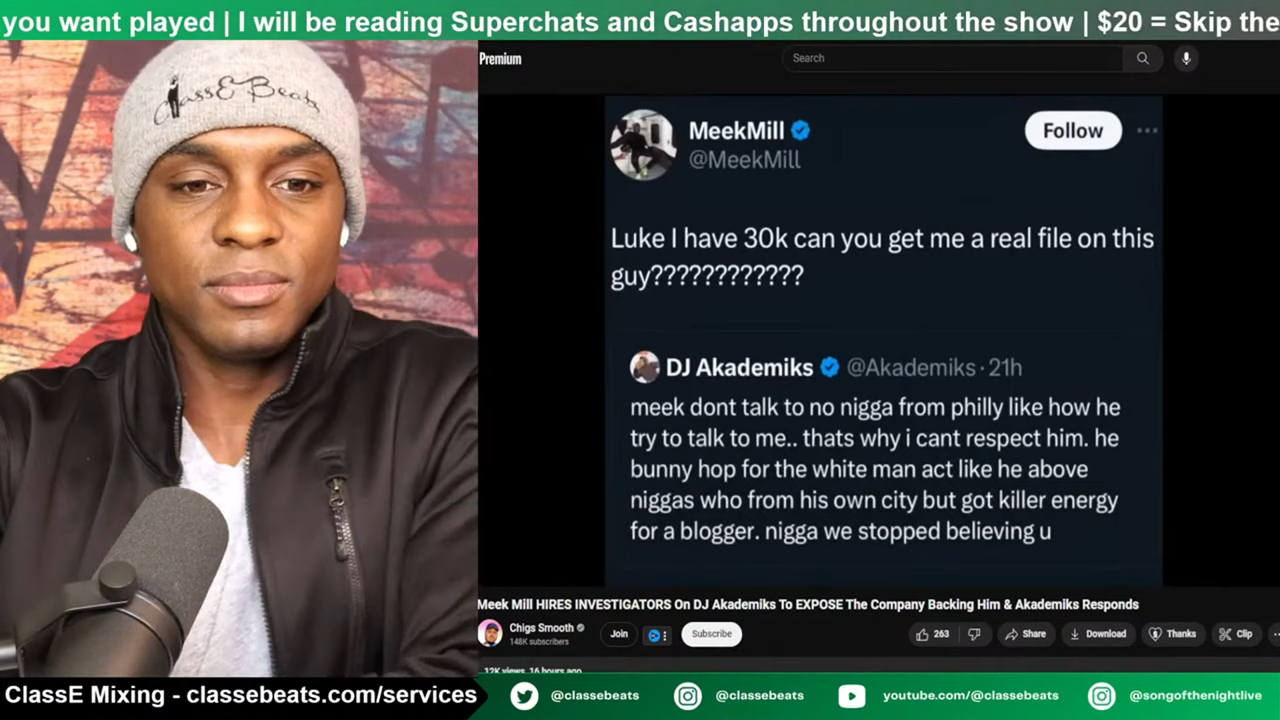 you want played | I will be reading Superchats and Cashapps throughout the show | $20 = Skip the
ClassE Beats
Premium
Search
MeekMill
@MeekMill
Follow
Luke I have 30k can you get me a real file on this
guy????????????
DJ Akademiks @Akademiks · 21h
meek dont talk to no nigga from philly like how he
try to talk to me.. thats why i cant respect him. he
bunny hop for the white man act like he above
niggas who from his own city but got killer energy
for a blogger. nigga we stopped believing u
Meek Mill HIRES INVESTIGATORS On DJ Akademiks To EXPOSE The Company Backing Him & Akademiks Responds
Chigs Smooth
148K subscribers
Join
Subscribe
263
Share
Download
Thanks
Clip
12K views 16 hours ago
ClassE Mixing - classebeats.com/services
@classebeats
@classebeats
youtube.com/@classebeats
@songofthenightlive